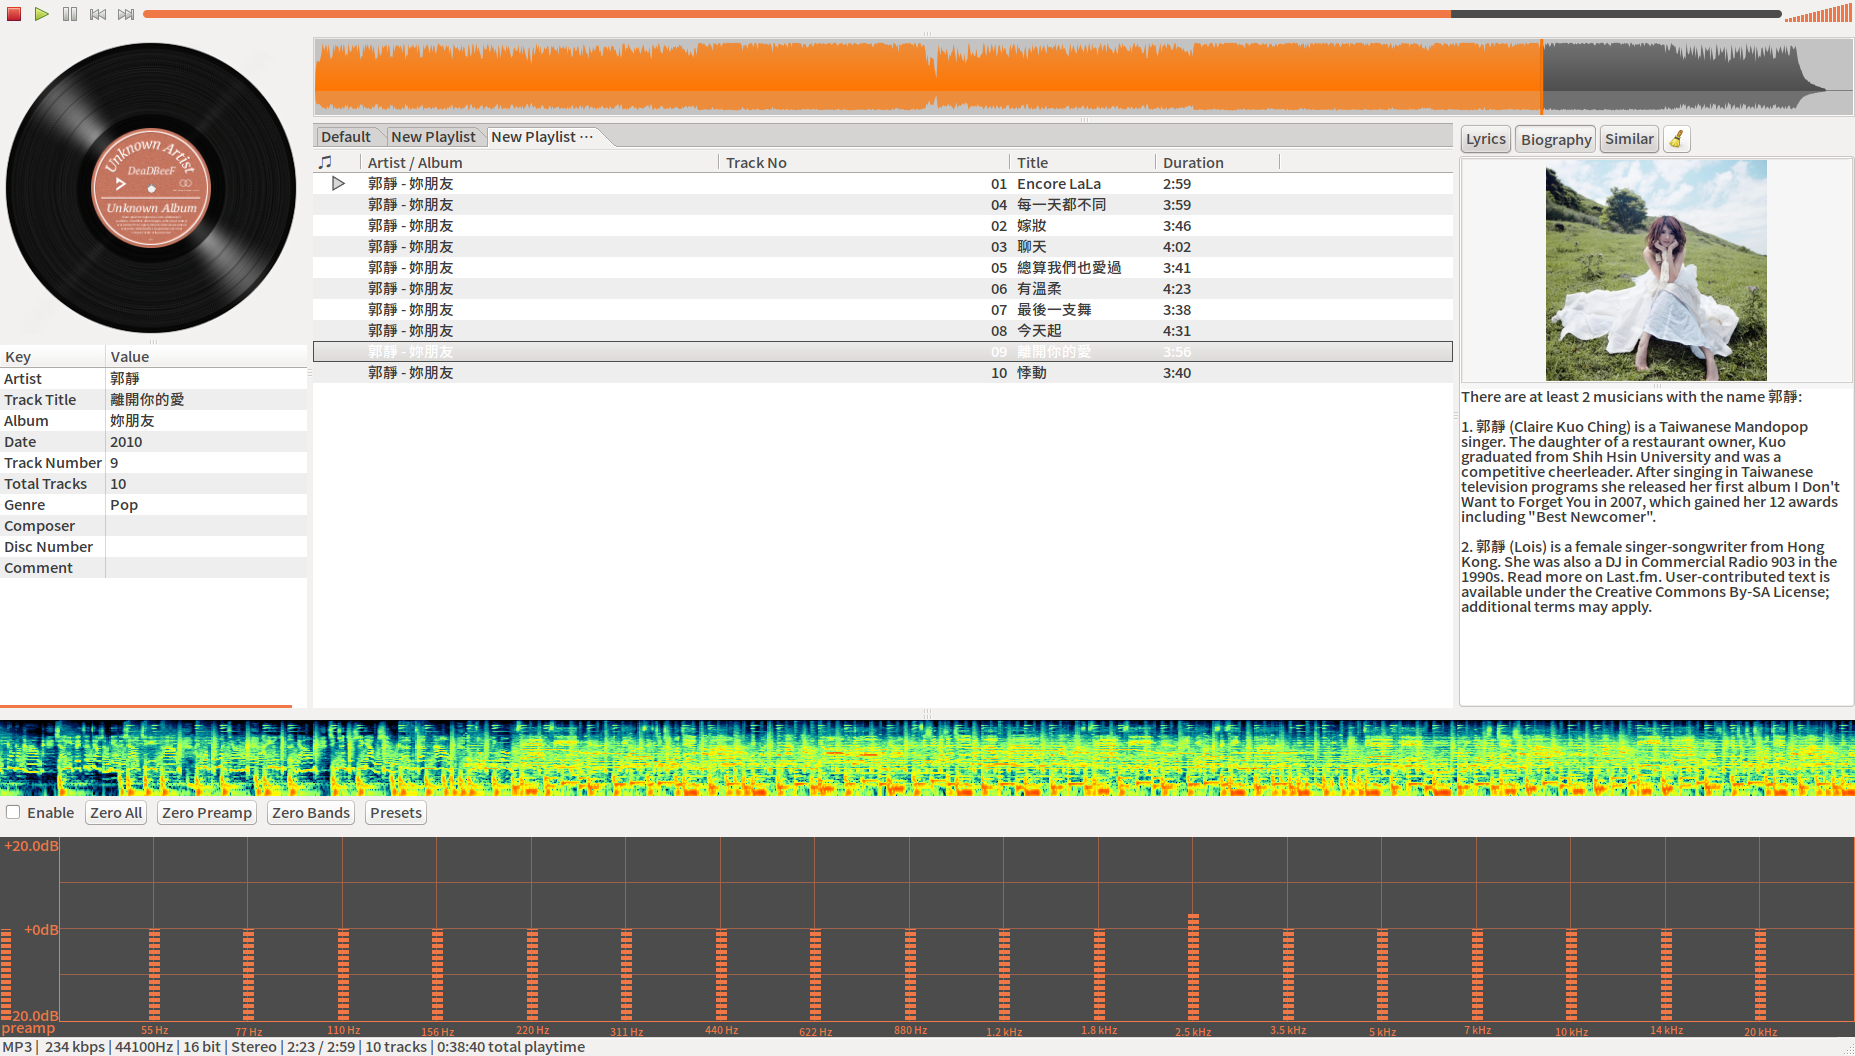 Unknown Artist
DeaDBeeF
Unknown Album
Key Value
Artist 郭靜
Track Title 離開你的愛
Album 妳朋友
Date 2010
Track Number 9
Total Tracks 10
Genre Pop
Composer
Disc Number
Comment
Default New Playlist New Playlist ⋯
Artist / Album Track No Title Duration
郭靜 - 妳朋友 01 Encore LaLa 2:59
郭靜 - 妳朋友 04 每一天都不同 3:59
郭靜 - 妳朋友 02 嫁妝 3:46
郭靜 - 妳朋友 03 聊天 4:02
郭靜 - 妳朋友 05 總算我們也愛過 3:41
郭靜 - 妳朋友 06 有溫柔 4:23
郭靜 - 妳朋友 07 最後一支舞 3:38
郭靜 - 妳朋友 08 今天起 4:31
郭靜 - 妳朋友 09 離開你的愛 3:56
郭靜 - 妳朋友 10 悸動 3:40
Lyrics Biography Similar
There are at least 2 musicians with the name 郭靜:
1. 郭靜 (Claire Kuo Ching) is a Taiwanese Mandopop
singer. The daughter of a restaurant owner, Kuo
graduated from Shih Hsin University and was a
competitive cheerleader. After singing in Taiwanese
television programs she released her first album I Don't
Want to Forget You in 2007, which gained her 12 awards
including "Best Newcomer".
2. 郭靜 (Lois) is a female singer-songwriter from Hong
Kong. She was also a DJ in Commercial Radio 903 in the
1990s. Read more on Last.fm. User-contributed text is
available under the Creative Commons By-SA License;
additional terms may apply.
Enable Zero All Zero Preamp Zero Bands Presets
+20.0dB
+0dB
20.0dB
preamp 55 Hz 77 Hz 110 Hz 156 Hz 220 Hz 311 Hz 440 Hz 622 Hz 880 Hz 1.2 kHz 1.8 kHz 2.5 kHz 3.5 kHz 5 kHz 7 kHz 10 kHz 14 kHz 20 kHz
MP3 | 234 kbps | 44100Hz | 16 bit | Stereo | 2:23 / 2:59 | 10 tracks | 0:38:40 total playtime